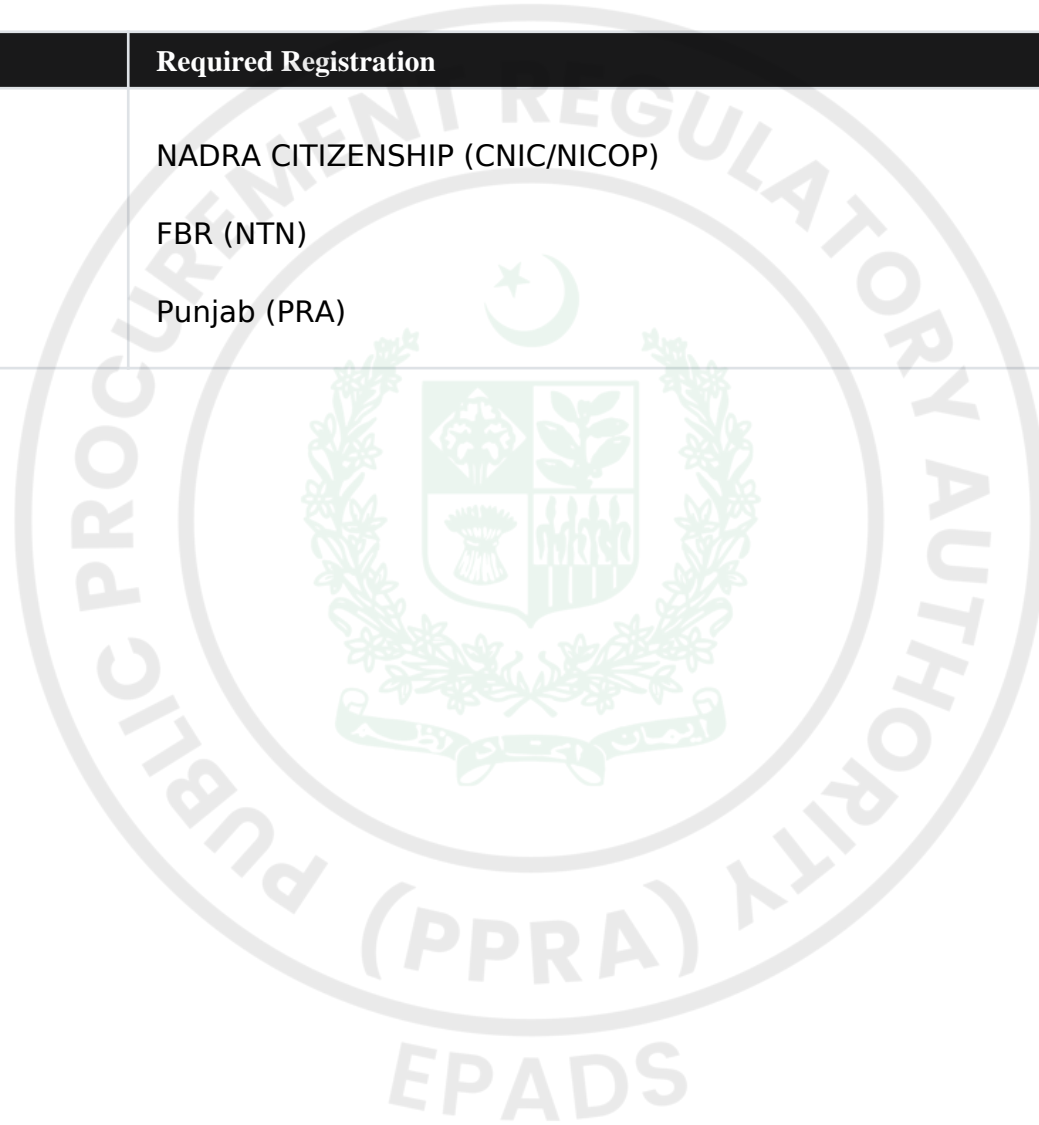 Required Registration
NADRA CITIZENSHIP (CNIC/NICOP)
FBR (NTN)
Punjab (PRA)
PUBLIC PROCUREMENT REGULATORY AUTHORITY
(PPRA)
EPADS